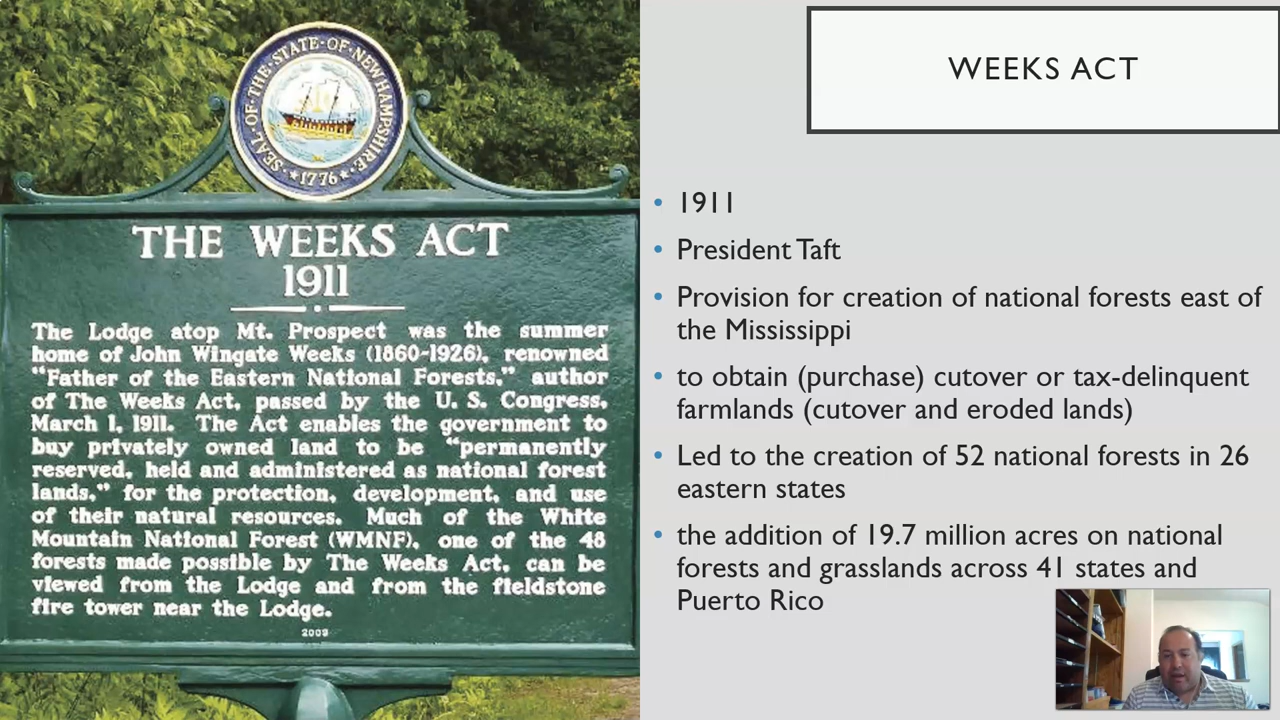 SEAL·OF·THE·STATE·OF·NEW HAMPSHIRE
★1776★
THE WEEKS ACT
1911
The Lodge atop Mt. Prospect was the summer
home of John Wingate Weeks (1860-1926), renowned
"Father of the Eastern National Forests," author
of The Weeks Act, passed by the U. S. Congress,
March 1, 1911. The Act enables the government to
buy privately owned land to be "permanently
reserved, held and administered as national forest
lands," for the protection, development, and use
of their natural resources. Much of the White
Mountain National Forest (WMNF), one of the 48
forests made possible by The Weeks Act, can be
viewed from the Lodge and from the fieldstone
fire tower near the Lodge.
2009
WEEKS ACT
• 1911
• President Taft
• Provision for creation of national forests east of
the Mississippi
• to obtain (purchase) cutover or tax-delinquent
farmlands (cutover and eroded lands)
• Led to the creation of 52 national forests in 26
eastern states
• the addition of 19.7 million acres on national
forests and grasslands across 41 states and
Puerto Rico